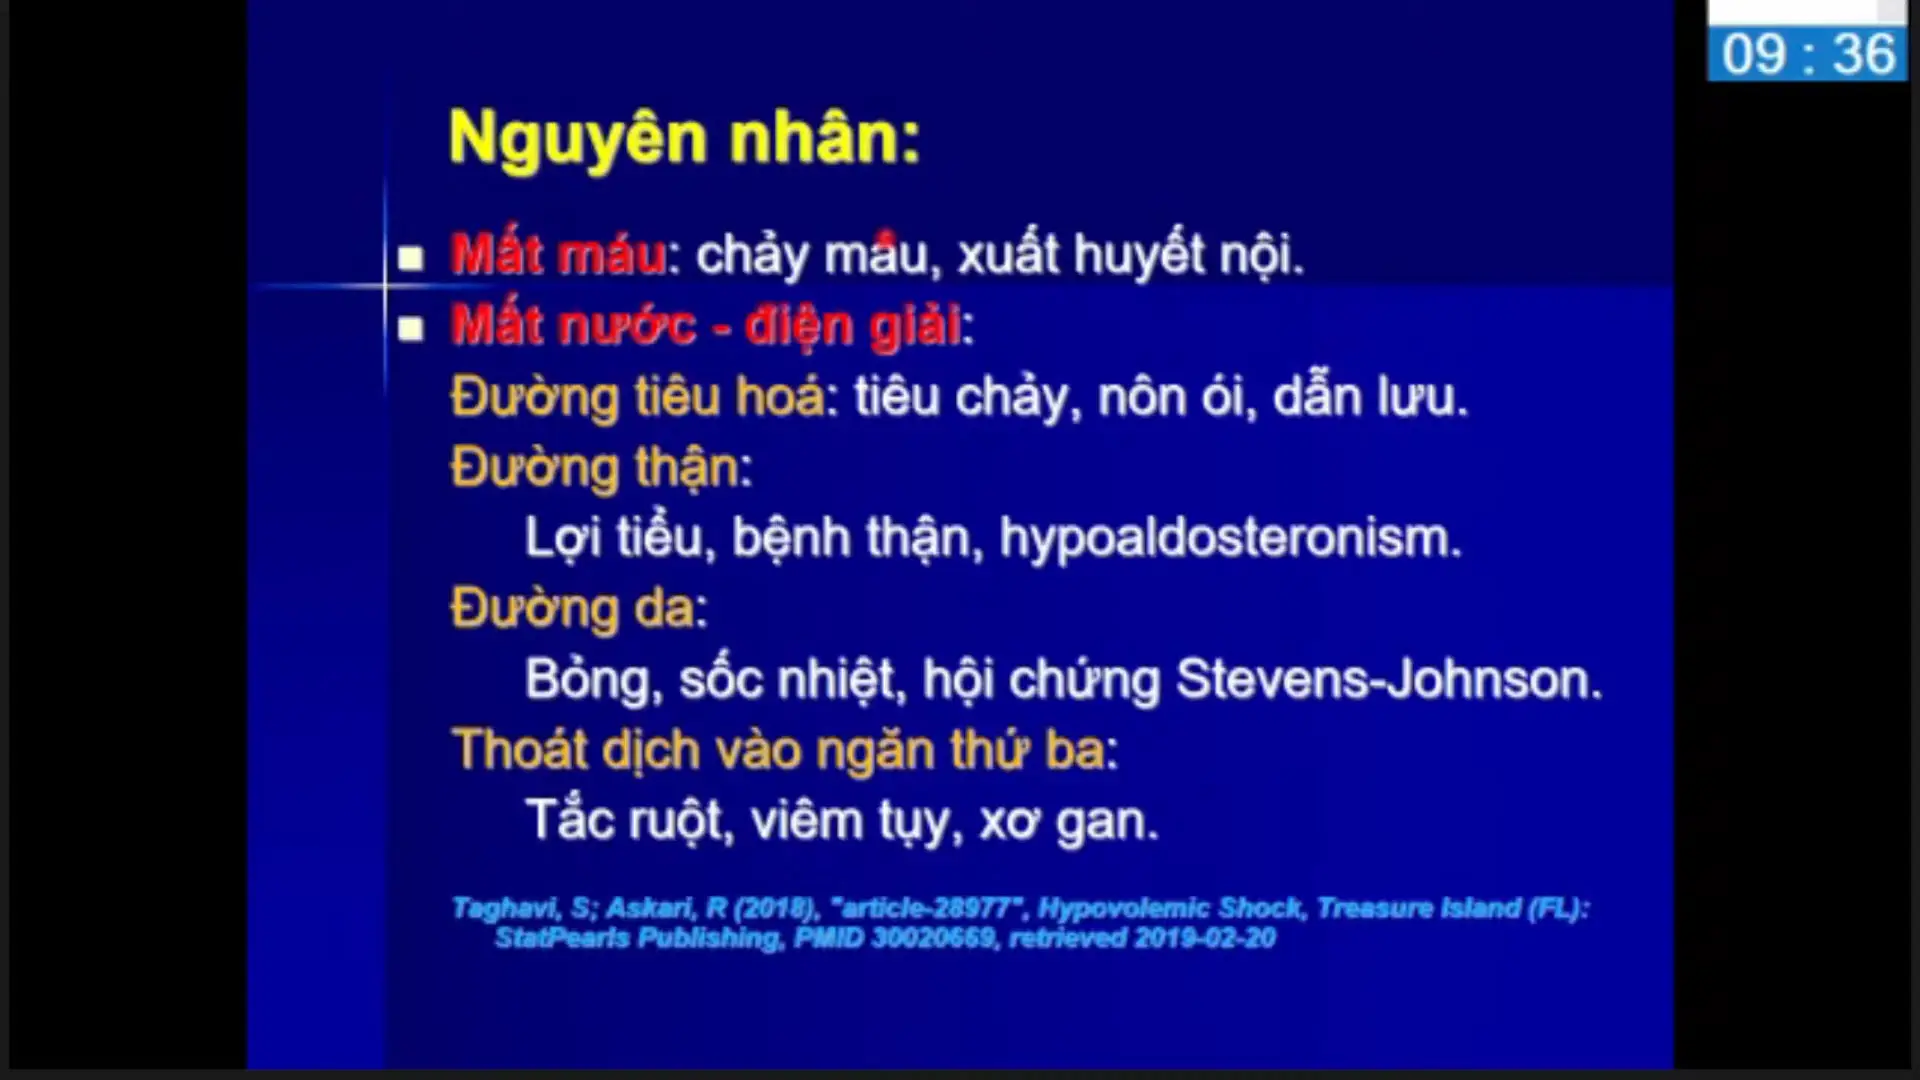 09 : 36
Nguyên nhân:
Mất máu: chảy máu, xuất huyết nội.
Mất nước - điện giải:
Đường tiêu hoá: tiêu chảy, nôn ói, dẫn lưu.
Đường thận:
Lợi tiểu, bệnh thận, hypoaldosteronism.
Đường da:
Bỏng, sốc nhiệt, hội chứng Stevens-Johnson.
Thoát dịch vào ngăn thứ ba:
Tắc ruột, viêm tụy, xơ gan.
Taghavi, S; Askari, R (2018), "article-28977", Hypovolemic Shock, Treasure Island (FL):
StatPearls Publishing, PMID 30020669, retrieved 2019-02-20